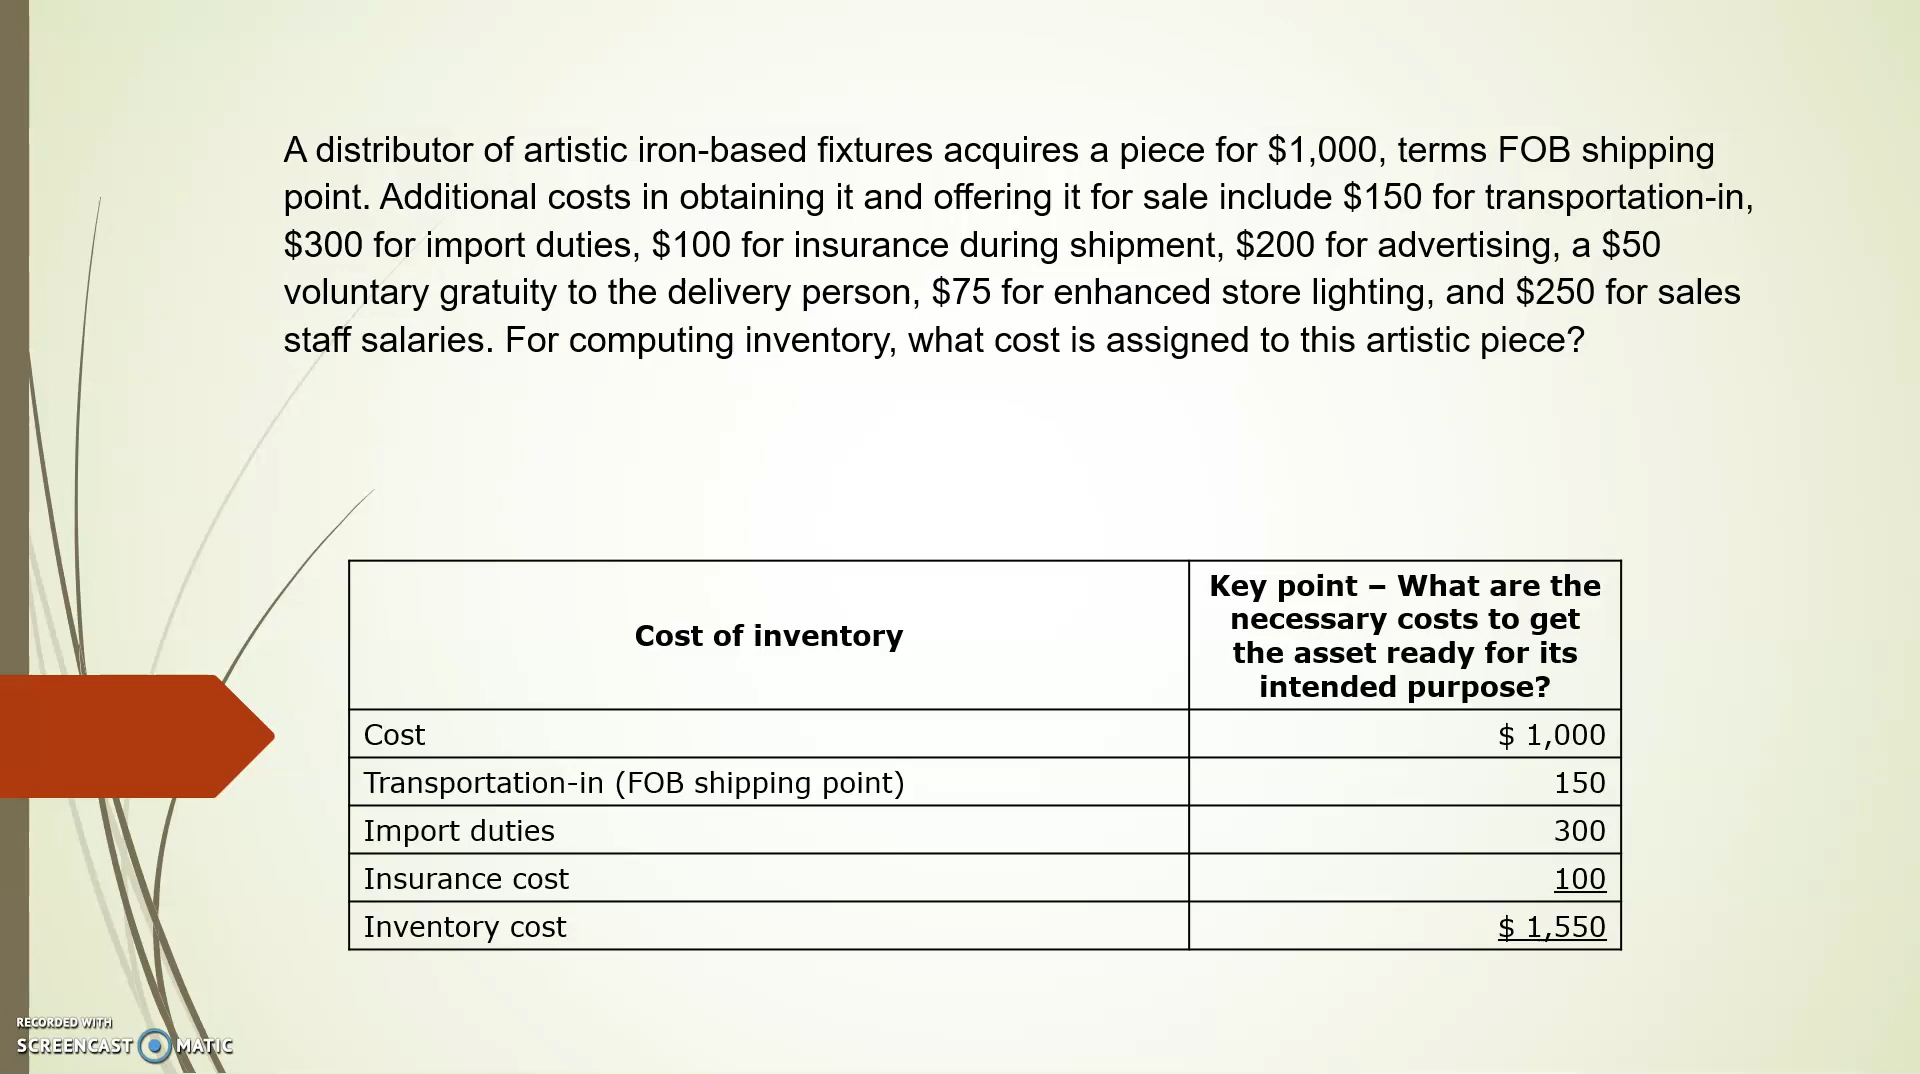 A distributor of artistic iron-based fixtures acquires a piece for $1,000, terms FOB shipping
point. Additional costs in obtaining it and offering it for sale include $150 for transportation-in,
$300 for import duties, $100 for insurance during shipment, $200 for advertising, a $50
voluntary gratuity to the delivery person, $75 for enhanced store lighting, and $250 for sales
staff salaries. For computing inventory, what cost is assigned to this artistic piece?
Cost of inventory
Key point – What are the
necessary costs to get
the asset ready for its
intended purpose?
Cost $ 1,000
Transportation-in (FOB shipping point) 150
Import duties 300
Insurance cost 100
Inventory cost $ 1,550
RECORDED WITH
SCREENCAST MATIC